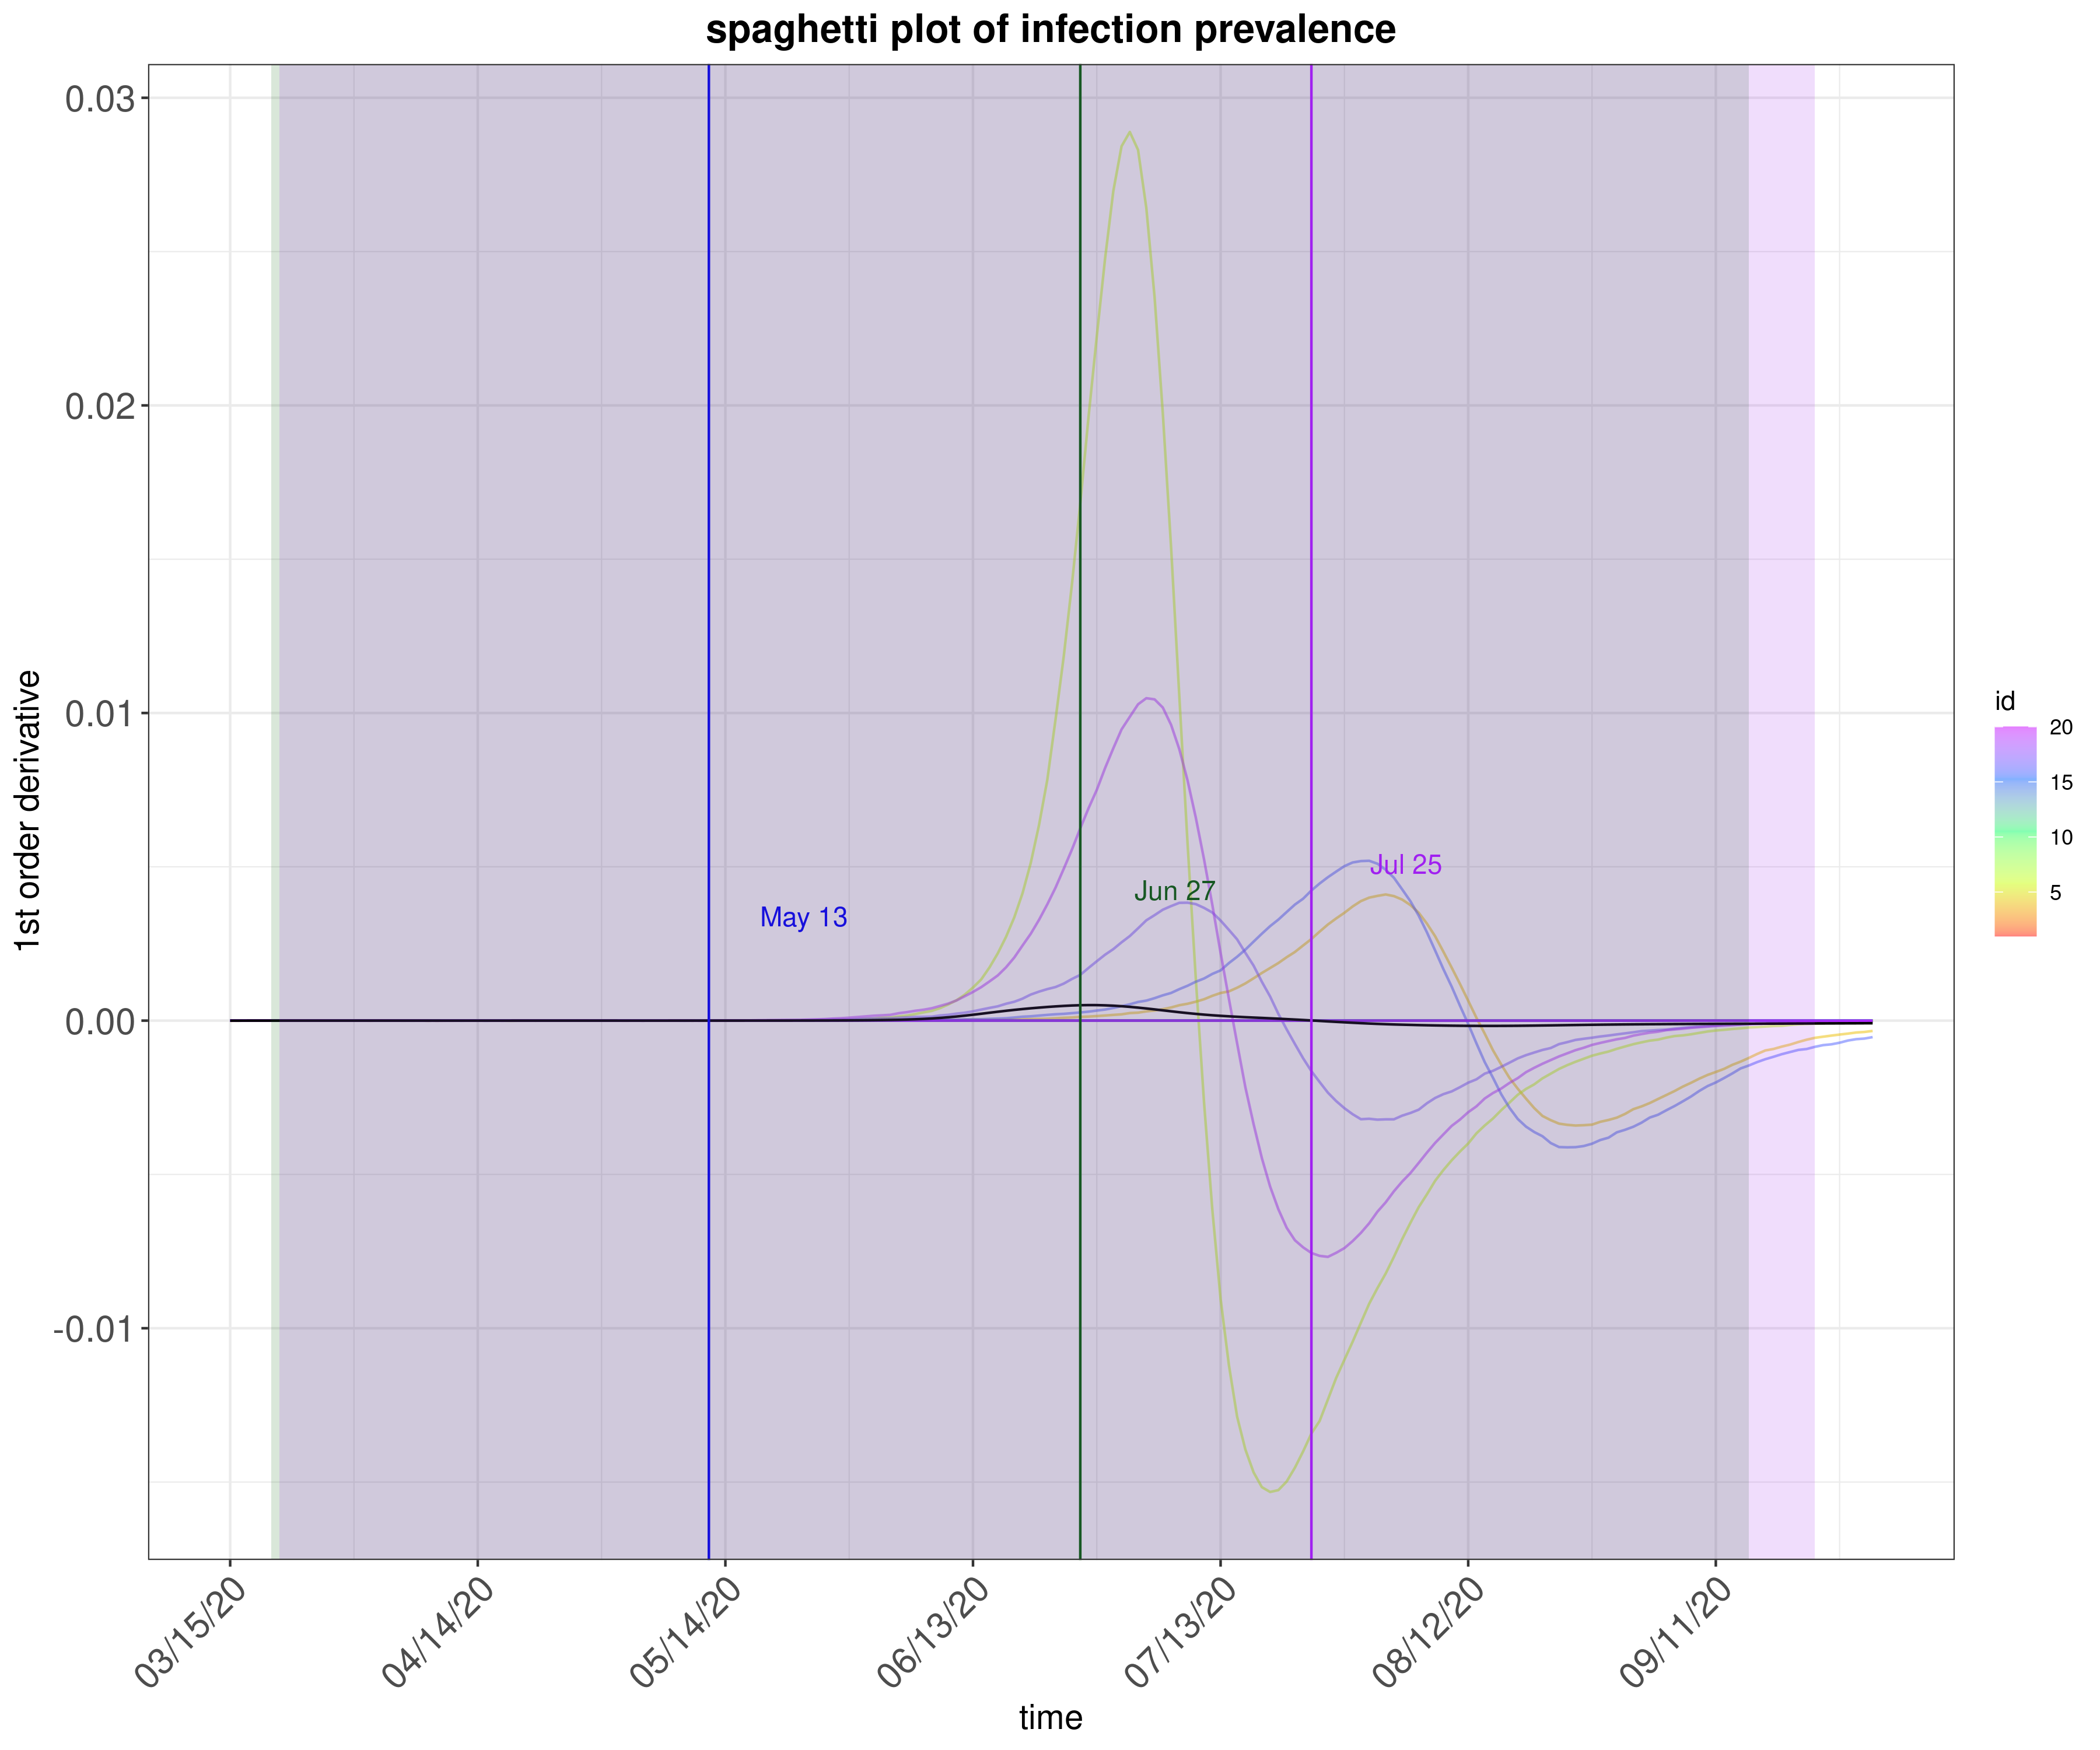 spaghetti plot of infection prevalence
0.03
0.02
0.01
0.00
-0.01
1st order derivative
May 13
Jun 27
Jul 25
03/15/20
04/14/20
05/14/20
06/13/20
07/13/20
08/12/20
09/11/20
time
id
20
15
10
5